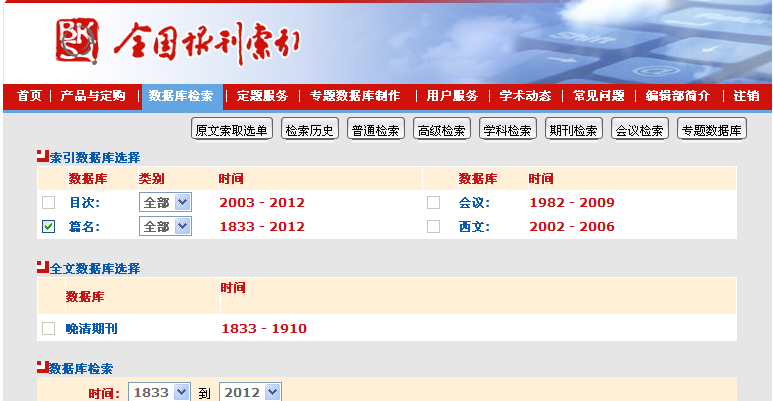 全国报刊索引
首页 | 产品与定购 | 数据库检索 | 定题服务 | 专题数据库制作 | 用户服务 | 学术动态 | 常见问题 | 编辑部简介 | 注销
原文索取选单 检索历史 普通检索 高级检索 学科检索 期刊检索 会议检索 专题数据库
索引数据库选择
数据库 类别 时间 数据库 时间
目次: 全部 2003 - 2012 会议: 1982 - 2009
篇名: 全部 1833 - 2012 西文: 2002 - 2006
全文数据库选择
数据库 时间
晚清期刊 1833 - 1910
数据库检索
时间: 1833 到 2012